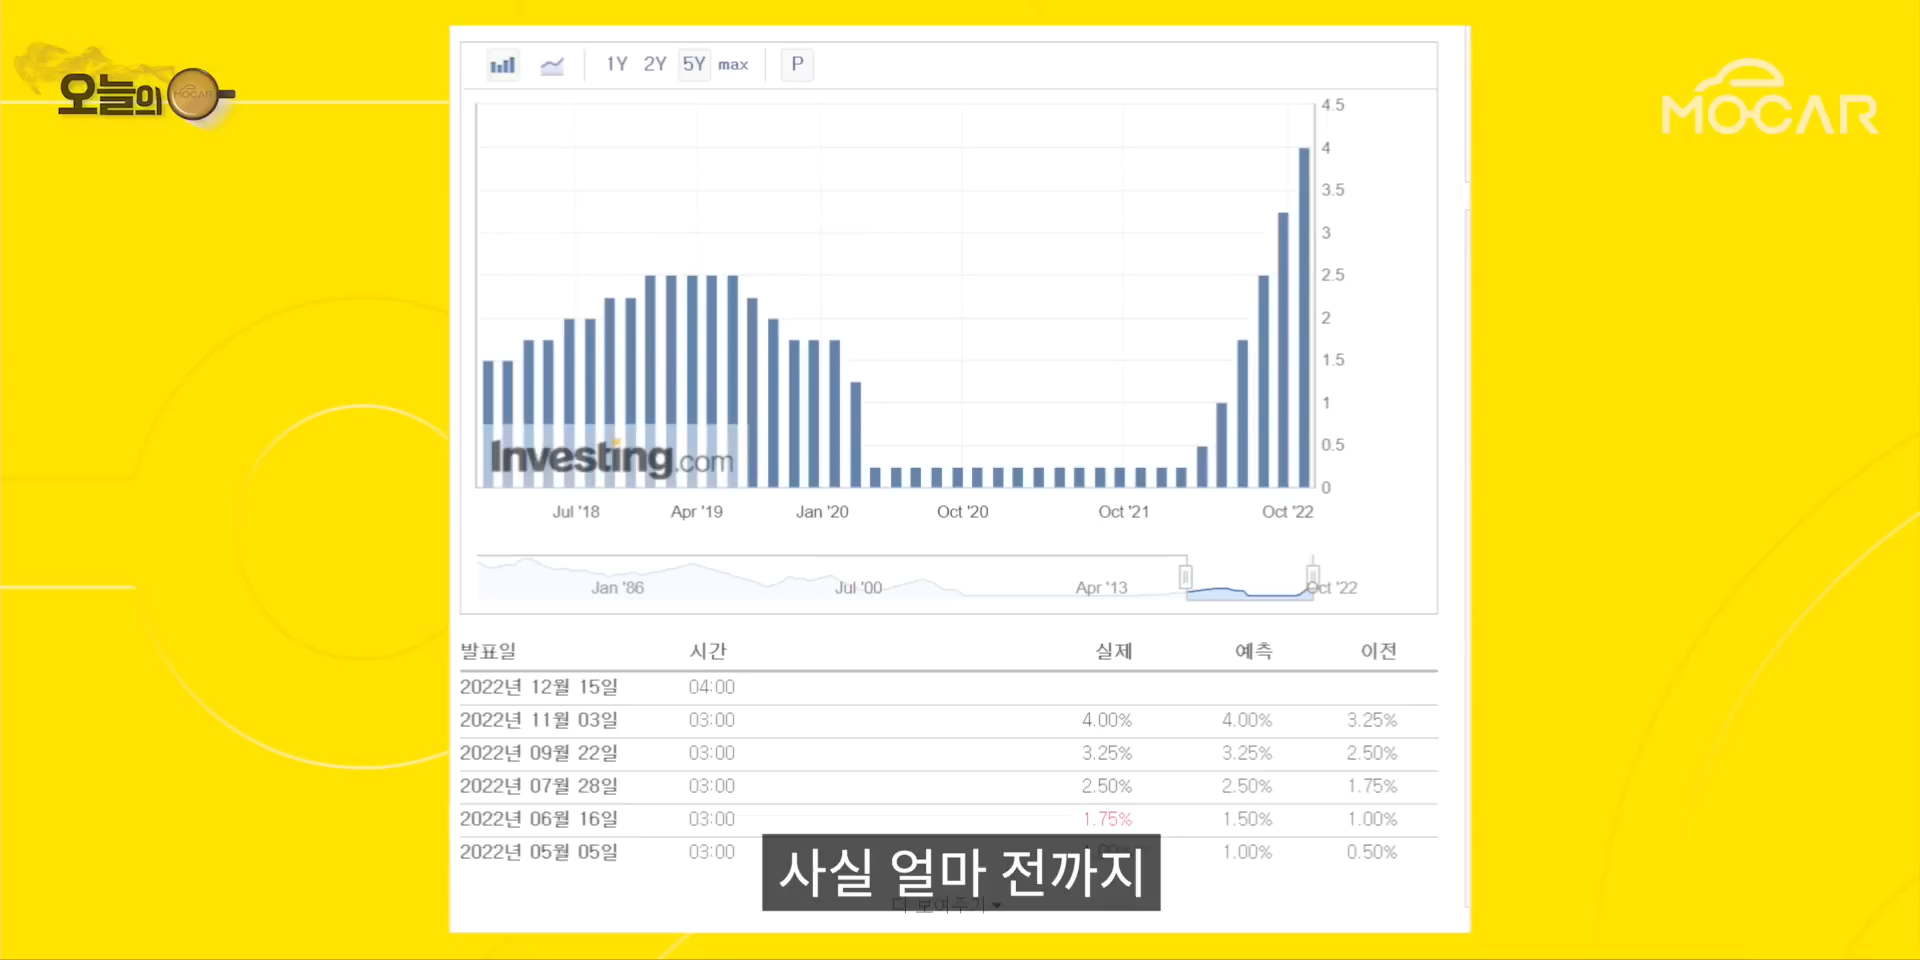 오늘의
MOCAR
MOCAR
1Y 2Y 5Y max P
4.5
4
3.5
3
2.5
2
1.5
1
0.5
0
Investing.com
Jul '18 Apr '19 Jan '20 Oct '20 Oct '21 Oct '22
Jan '86 Jul '00 Apr '13 Oct '22
발표일 시간 실제 예측 이전
2022년 12월 15일 04:00
2022년 11월 03일 03:00 4.00% 4.00% 3.25%
2022년 09월 22일 03:00 3.25% 3.25% 2.50%
2022년 07월 28일 03:00 2.50% 2.50% 1.75%
2022년 06월 16일 03:00 1.75% 1.50% 1.00%
2022년 05월 05일 03:00 1.00% 1.00% 0.50%
사실 얼마 전까지
더 보여주기